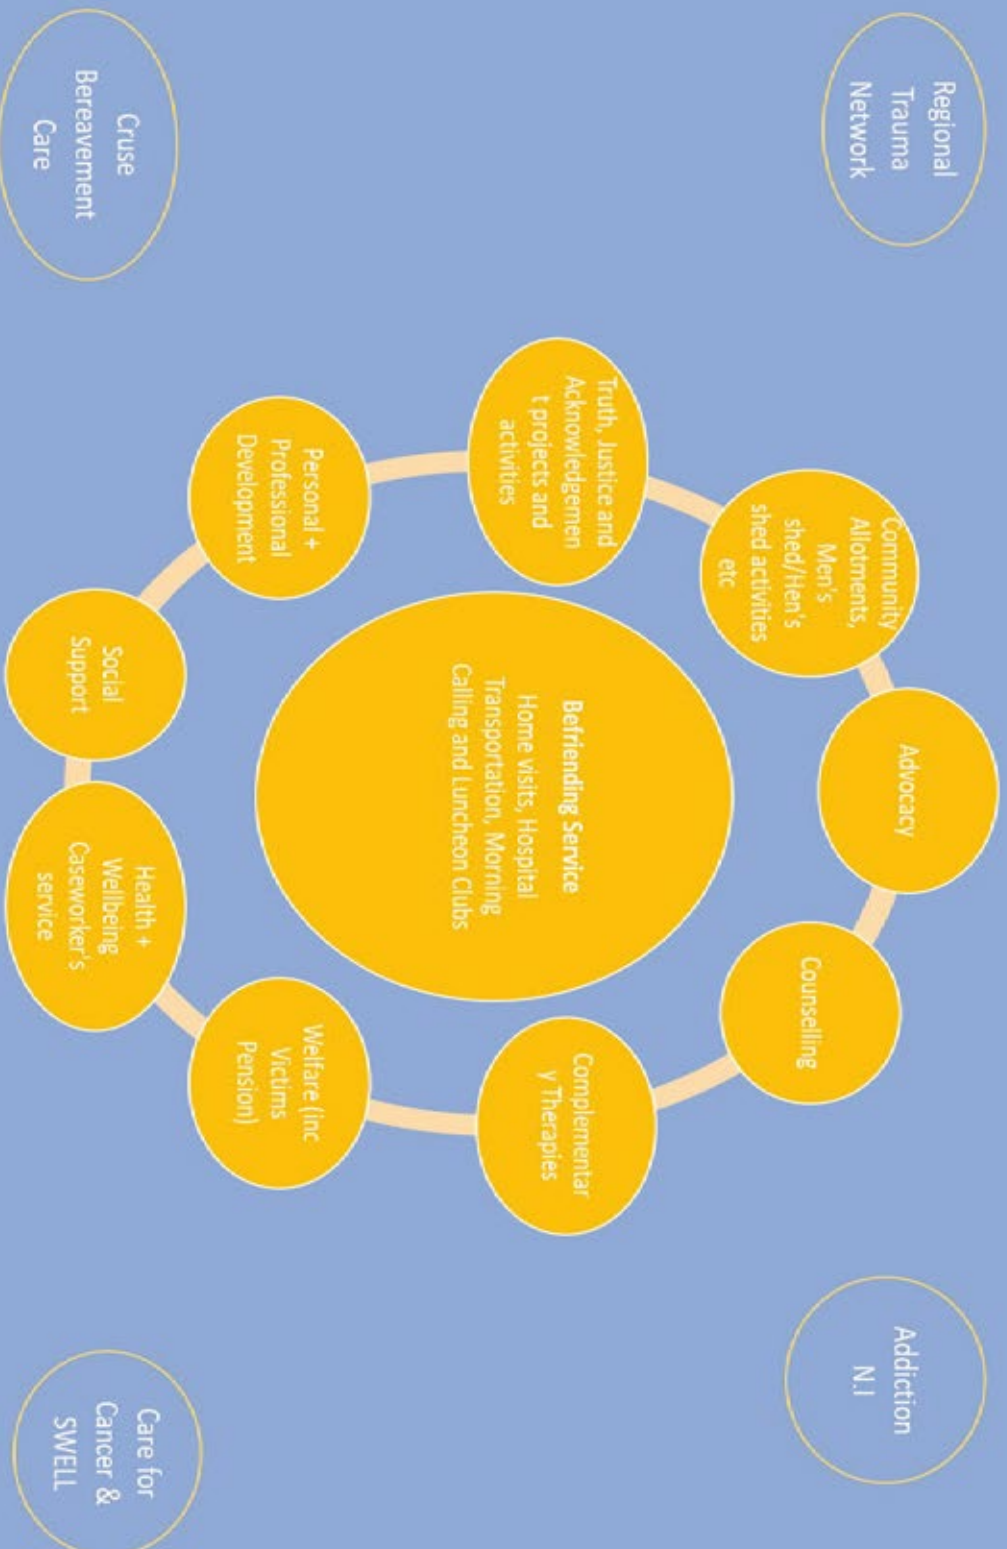 Regional
Trauma
Network
Addiction
N.I
Advocacy
Community
Allotments,
Men's
shed/Hen's
shed activities
etc
Counselling
Truth, Justice and
Acknowledgemen
t projects and
activities
Befriending Service
Home visits, Hospital
Transportation, Morning
Calling and Luncheon Clubs
Complementar
y Therapies
Personal +
Professional
Development
Welfare (inc
Victims
Pension)
Social
Support
Health +
Wellbeing
Caseworker's
service
Cruse
Bereavement
Care
Care for
Cancer &
SWELL